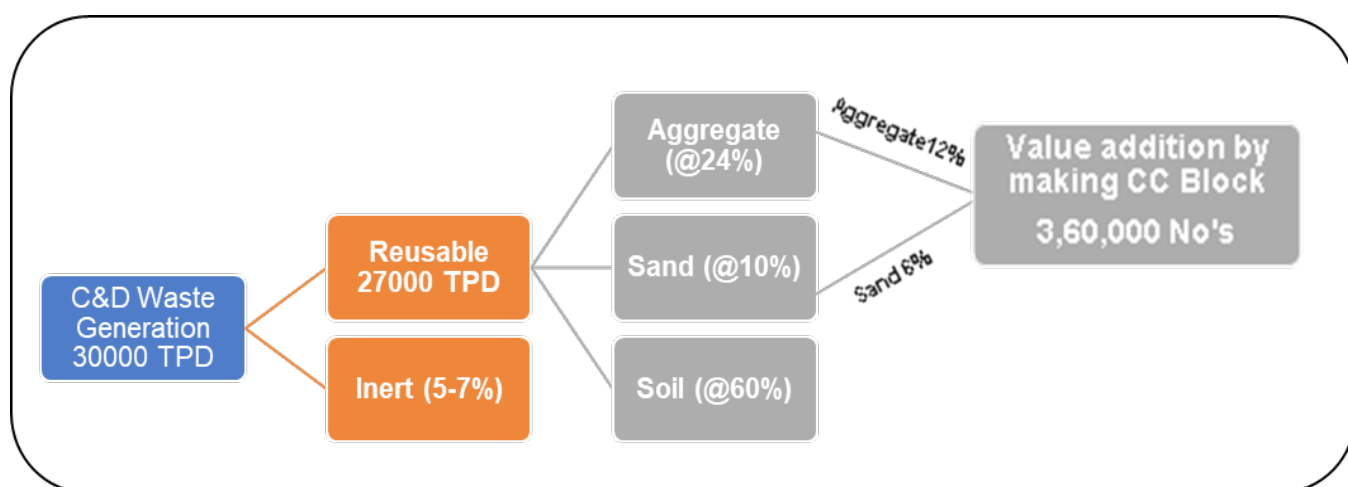 C&D Waste
Generation
30000 TPD
Reusable
27000 TPD
Inert (5-7%)
Aggregate
(@24%)
Sand (@10%)
Soil (@60%)
Aggregate12%
Sand 6%
Value addition by
making CC Block
3,60,000 No's